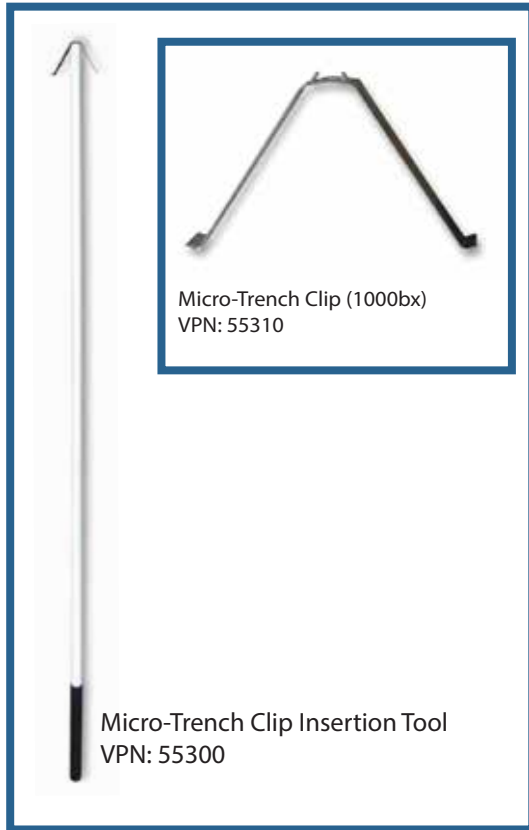 Micro-Trench Clip (1000bx)
VPN: 55310
Micro-Trench Clip Insertion Tool
VPN: 55300